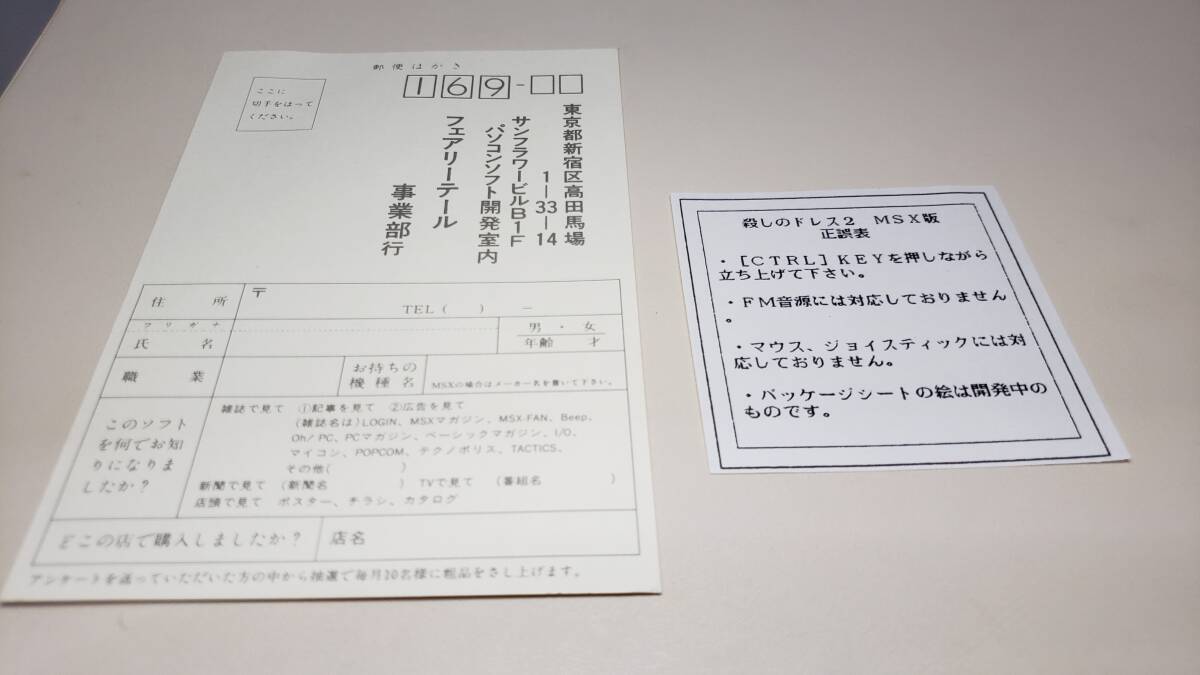 郵便はがき
ここに
切手をはって
ください。
169-
東京都新宿区高田馬場
1—33—14
サンフラワービルB1F
パソコンソフト開発室内
フェアリーテール
事業部行
住所
〒
TEL( ) －
フリガナ
氏名
男・女
年齢 才
職業
お持ちの
機種名
MSXの場合はメーカー名を書いて下さい。
このソフト
を何でお知
りになりま
したか？
雑誌で見て ①記事を見て ②広告を見て
(雑誌名は)LOGIN、MSXマガジン、MSX-FAN、Beep、
Oh! PC、PCマガジン、ベーシックマガジン、I/O、
マイコン、POPCOM、テクノポリス、TACTICS、
その他( )
新聞で見て (新聞名 ) TVで見て (番組名 )
店頭で見て ポスター、チラシ、カタログ
どこの店で購入しましたか？
店名
アンケートを送っていただいた方の中から抽選で毎月10名様に粗品をさし上げます。
殺しのドレス2 MSX版
正誤表
・［CTRL］KEYを押しながら
立ち上げて下さい。
・FM音源には対応しておりません
。
・マウス、ジョイスティックには対
応しておりません。
・パッケージシートの絵は開発中の
ものです。